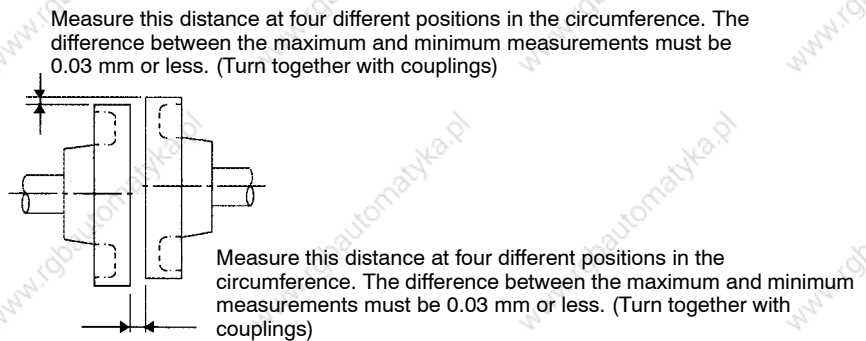 Measure this distance at four different positions in the circumference. The
difference between the maximum and minimum measurements must be
0.03 mm or less. (Turn together with couplings)
Measure this distance at four different positions in the
circumference. The difference between the maximum and minimum
measurements must be 0.03 mm or less. (Turn together with
couplings)
www.rgbautomatyka.pl